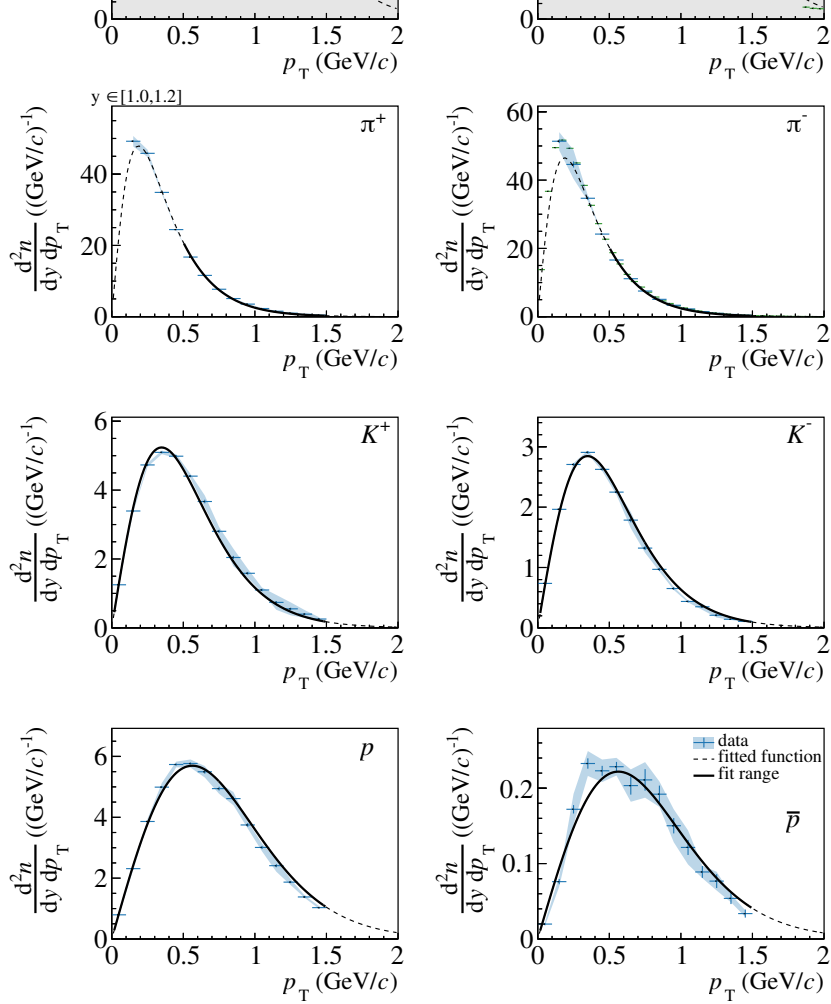 0 0
0 0.5 1 1.5 2 0 0.5 1 1.5 2
p_T (GeV/c) p_T (GeV/c)
y ∈[1.0,1.2]
π⁺ π⁻
d²n/dy dp_T ((GeV/c)⁻¹) d²n/dy dp_T ((GeV/c)⁻¹)
60
40 40
20 20
0 0
0 0.5 1 1.5 2 0 0.5 1 1.5 2
p_T (GeV/c) p_T (GeV/c)
K⁺ K⁻
d²n/dy dp_T ((GeV/c)⁻¹) d²n/dy dp_T ((GeV/c)⁻¹)
6 3
4 2
2 1
0 0
0 0.5 1 1.5 2 0 0.5 1 1.5 2
p_T (GeV/c) p_T (GeV/c)
p p̅
d²n/dy dp_T ((GeV/c)⁻¹) d²n/dy dp_T ((GeV/c)⁻¹)
data
fitted function
fit range
6 0.2
4 0.1
2
0 0
0 0.5 1 1.5 2 0 0.5 1 1.5 2
p_T (GeV/c) p_T (GeV/c)